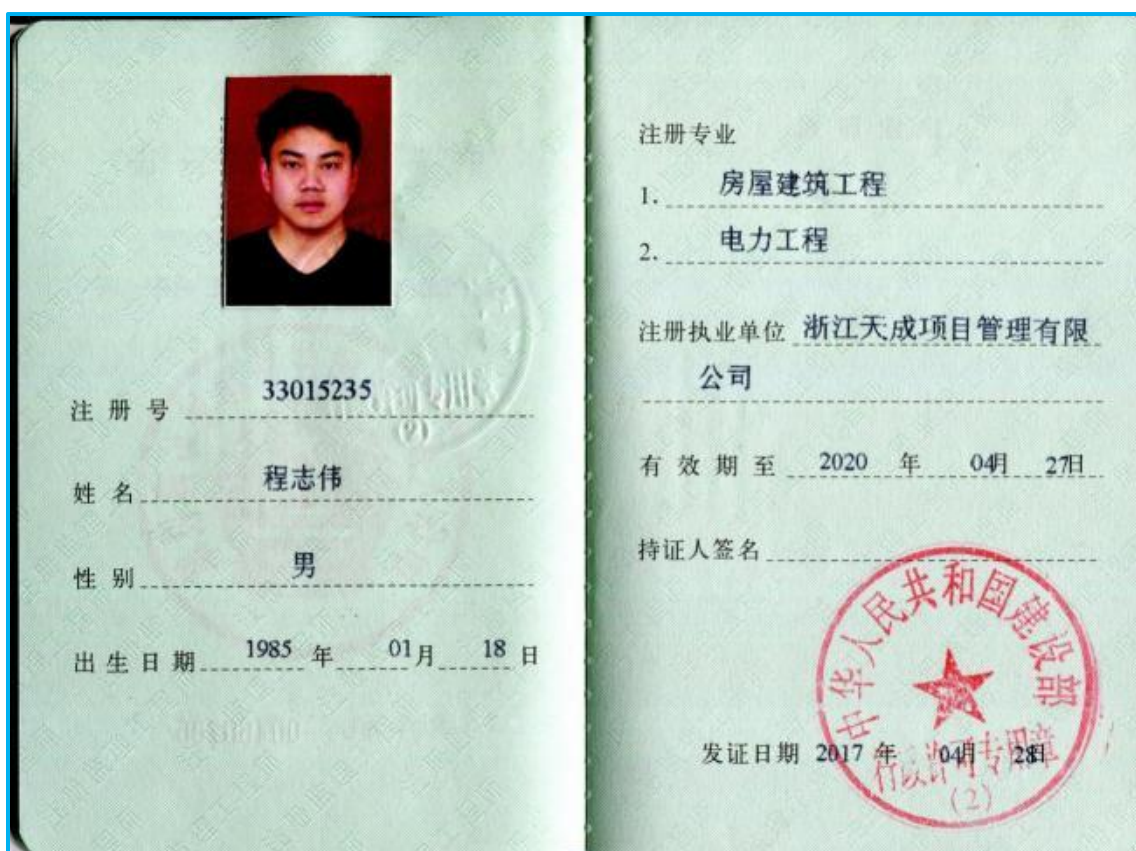 注册号 33015235
姓名 程志伟
性别 男
出生日期 1985 年 01月 18 日
注册专业
1. 房屋建筑工程
2. 电力工程
注册执业单位 浙江天成项目管理有限
公司
有效期至 2020 年 04月 27日
持证人签名
中华人民共和国建设部
行政许可专用章
(2)
发证日期 2017 年 04月 28日